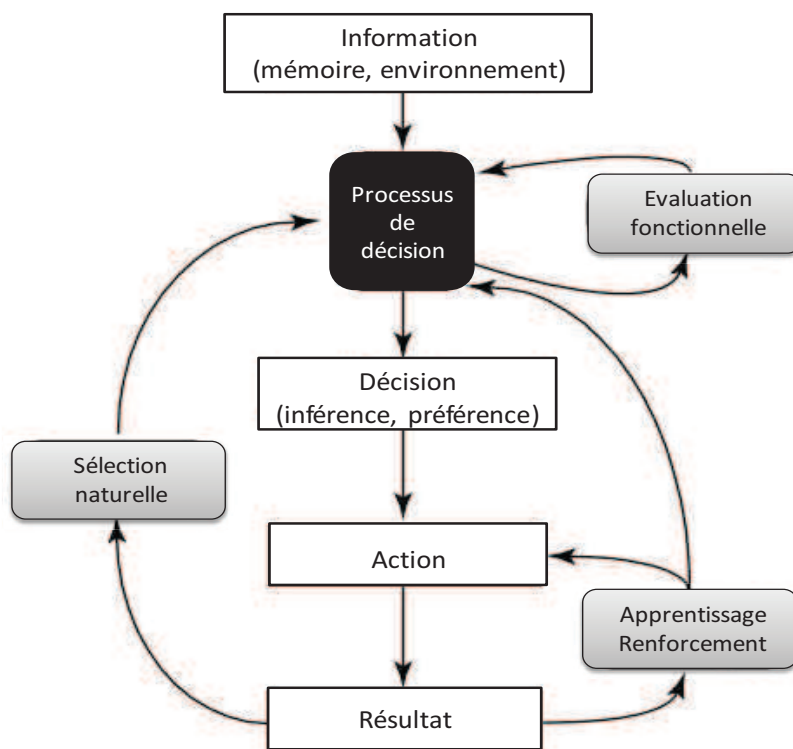 Information
(mémoire, environnement)
Processus
de
décision
Evaluation
fonctionnelle
Décision
(inférence, préférence)
Sélection
naturelle
Action
Apprentissage
Renforcement
Résultat